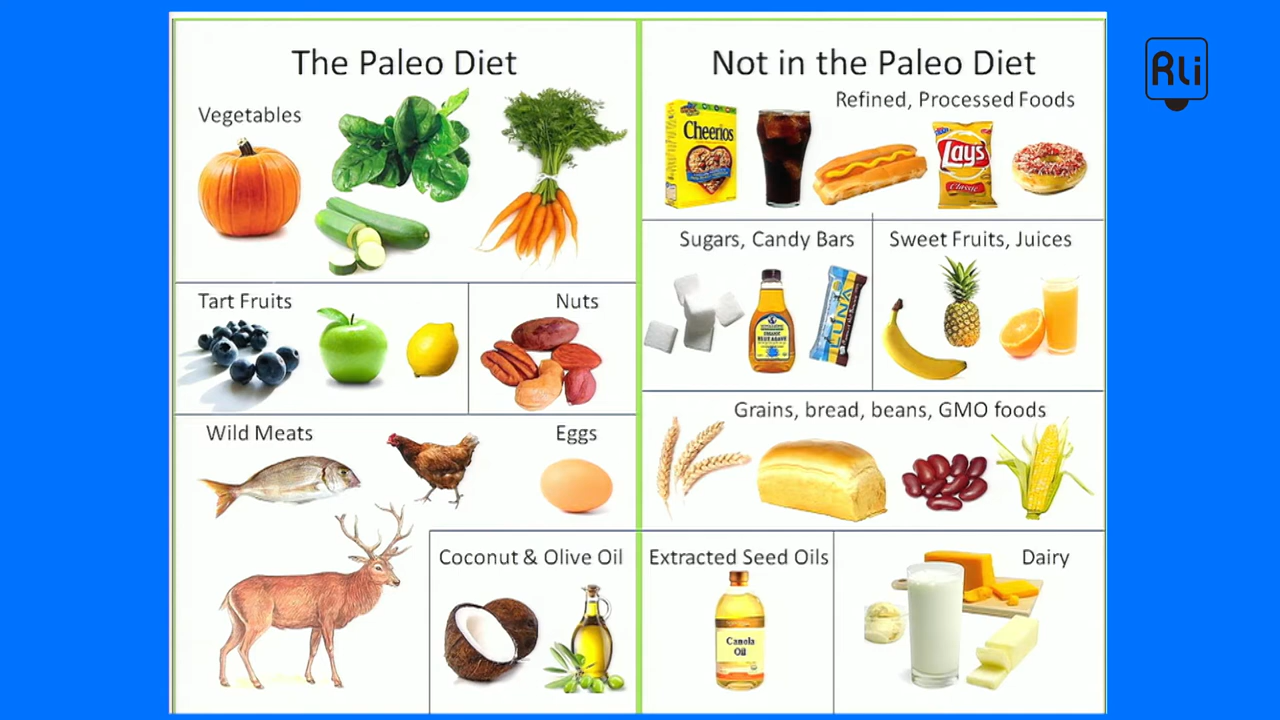 The Paleo Diet
Vegetables
Tart Fruits
Nuts
Wild Meats
Eggs
Coconut & Olive Oil
Not in the Paleo Diet
Refined, Processed Foods
Cheerios
Lay's
Classic
Sugars, Candy Bars
LUNA
Sweet Fruits, Juices
Grains, bread, beans, GMO foods
Extracted Seed Oils
Canola
Oil
Dairy
RLi